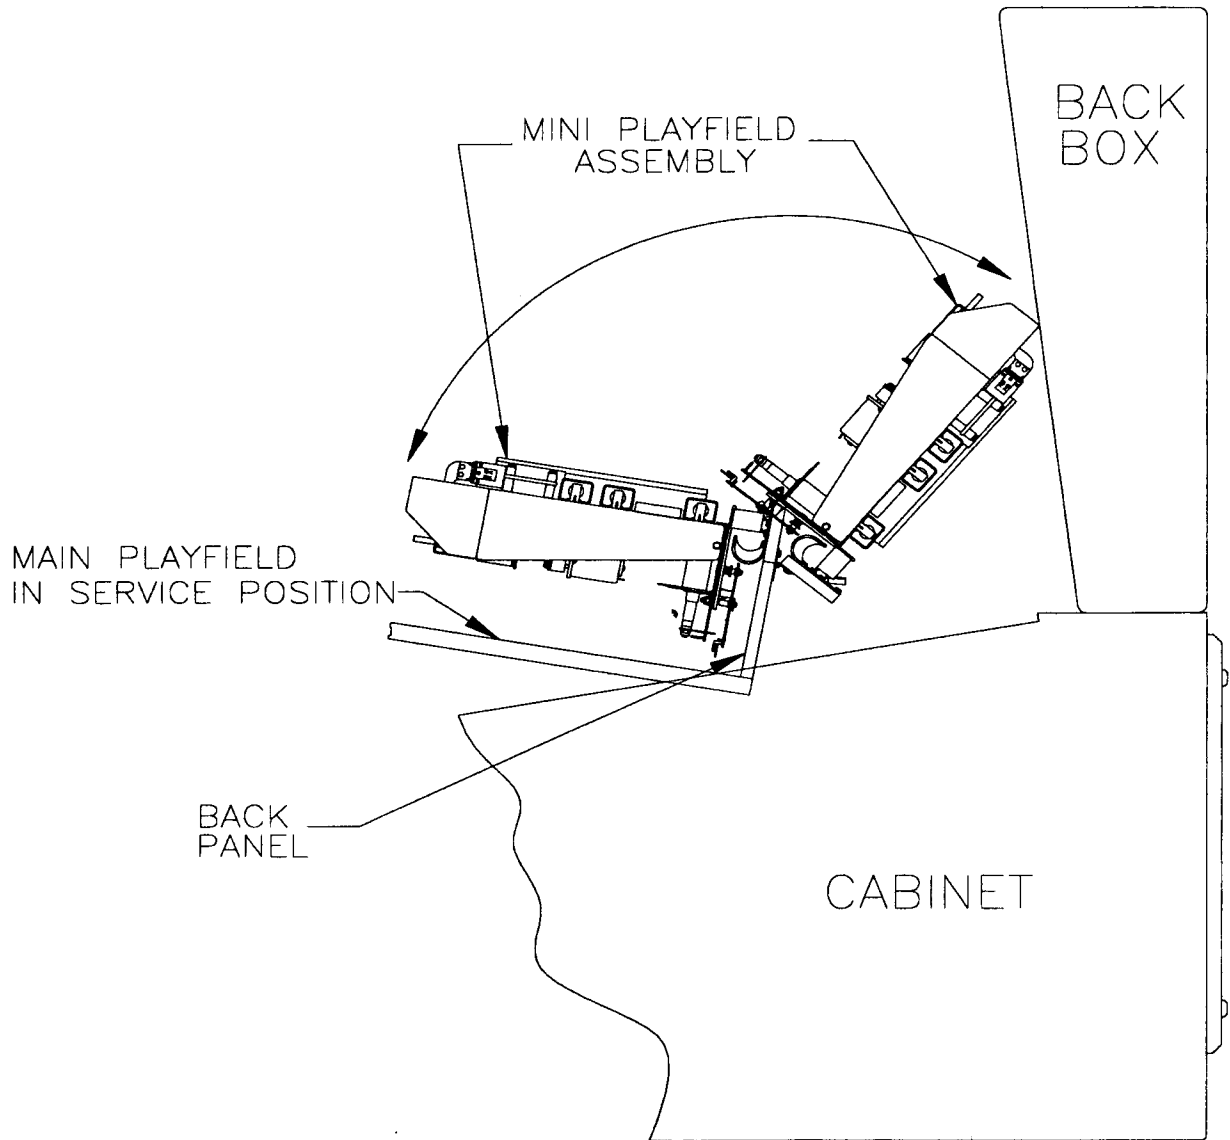 BACK
BOX
MINI PLAYFIELD
ASSEMBLY
MAIN PLAYFIELD
IN SERVICE POSITION
BACK
PANEL
CABINET